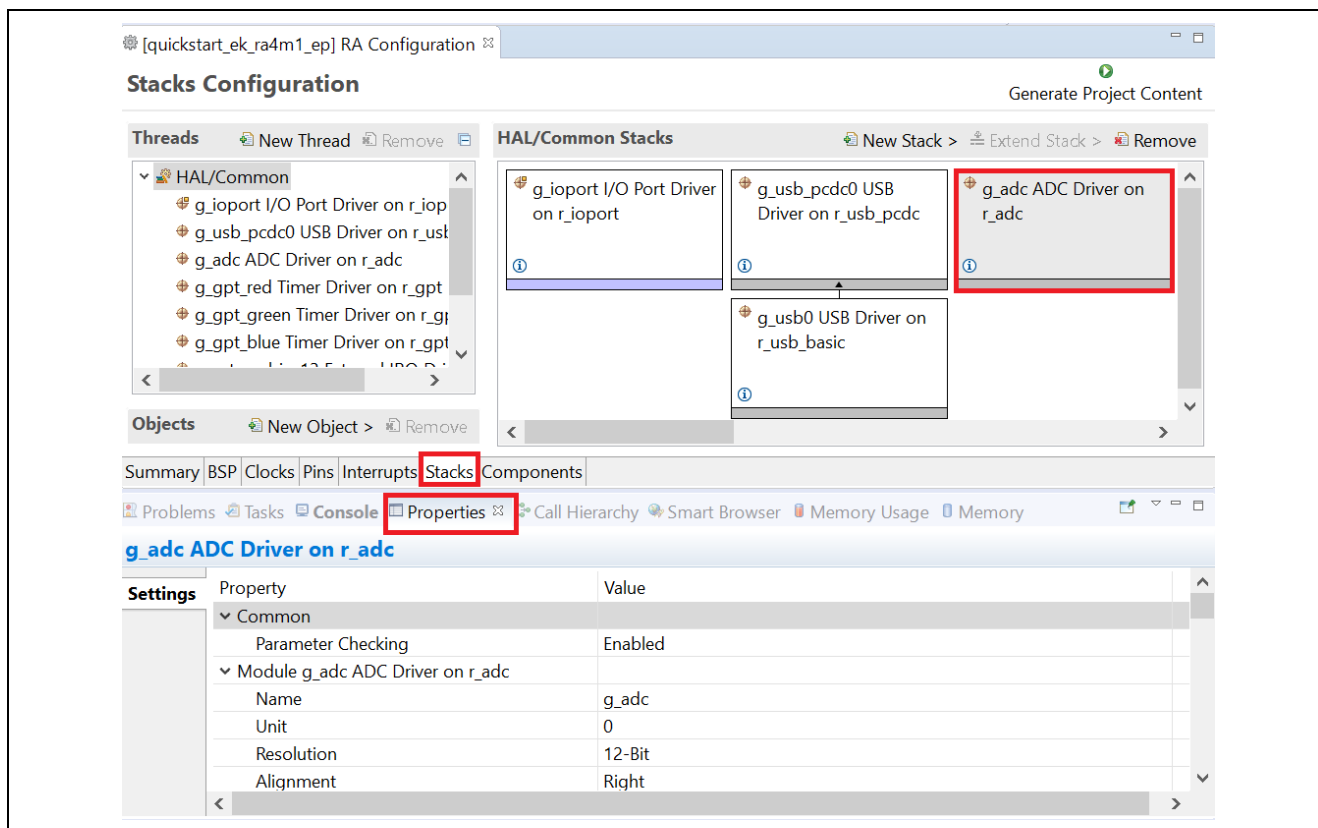 [quickstart_ek_ra4m1_ep] RA Configuration
Stacks Configuration
Generate Project Content
Threads New Thread Remove
HAL/Common Stacks New Stack > Extend Stack > Remove
HAL/Common
g_ioport I/O Port Driver on r_iop
g_usb_pcdc0 USB Driver on r_usb
g_adc ADC Driver on r_adc
g_gpt_red Timer Driver on r_gpt
g_gpt_green Timer Driver on r_gp
g_gpt_blue Timer Driver on r_gpt
g_ioport I/O Port Driver
on r_ioport
g_usb_pcdc0 USB
Driver on r_usb_pcdc
g_adc ADC Driver on
r_adc
g_usb0 USB Driver on
r_usb_basic
Objects New Object > Remove
Summary BSP Clocks Pins Interrupts Stacks Components
Problems Tasks Console Properties Call Hierarchy Smart Browser Memory Usage Memory
g_adc ADC Driver on r_adc
Settings
Property Value
Common
Parameter Checking Enabled
Module g_adc ADC Driver on r_adc
Name g_adc
Unit 0
Resolution 12-Bit
Alignment Right